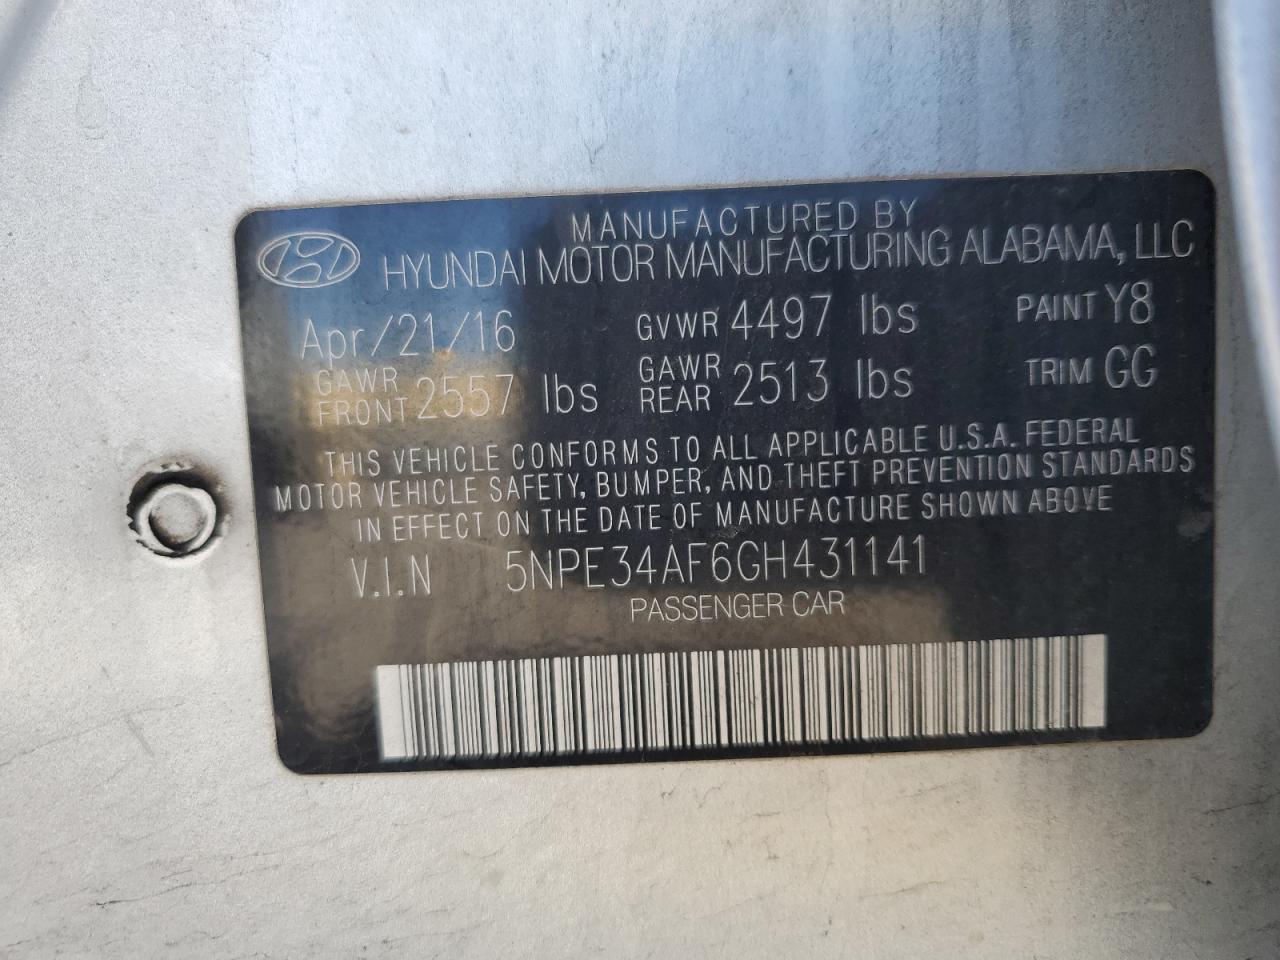 MANUFACTURED BY
HYUNDAI MOTOR MANUFACTURING ALABAMA, LLC
Apr/21/16 GVWR 4497 lbs PAINT Y8
GAWR FRONT 2557 lbs GAWR REAR 2513 lbs TRIM GG
THIS VEHICLE CONFORMS TO ALL APPLICABLE U.S.A. FEDERAL
MOTOR VEHICLE SAFETY, BUMPER, AND THEFT PREVENTION STANDARDS
IN EFFECT ON THE DATE OF MANUFACTURE SHOWN ABOVE
V.I.N 5NPE34AF6GH431141
PASSENGER CAR